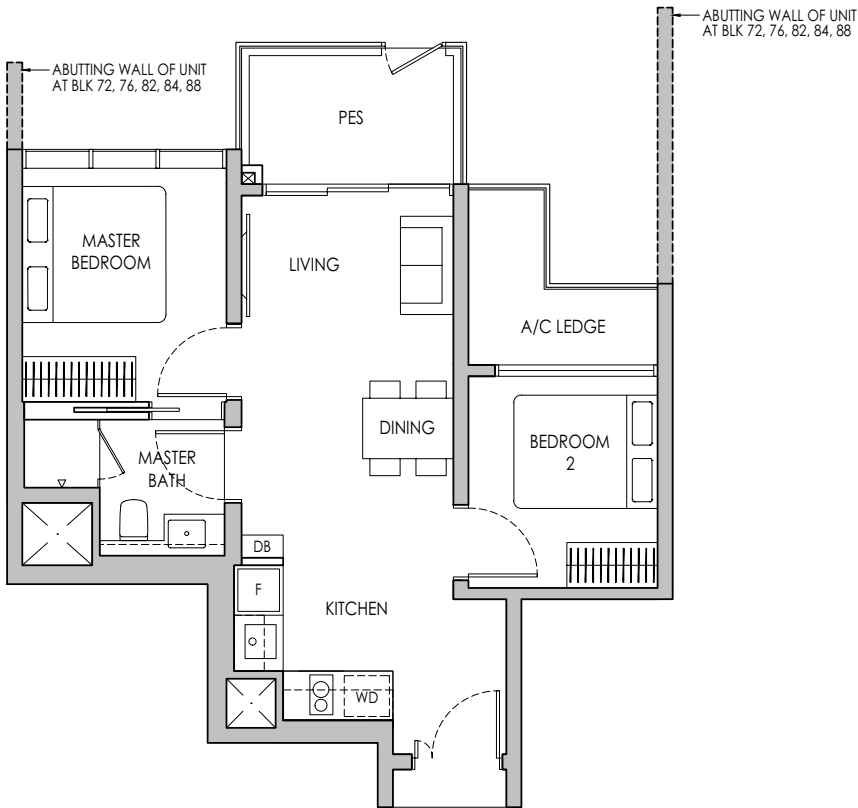 ABUTTING WALL OF UNIT
AT BLK 72, 76, 82, 84, 88
ABUTTING WALL OF UNIT
AT BLK 72, 76, 82, 84, 88
PES
MASTER
BEDROOM
LIVING
A/C LEDGE
DINING
BEDROOM
2
MASTER
BATH
DB
F
KITCHEN
WD